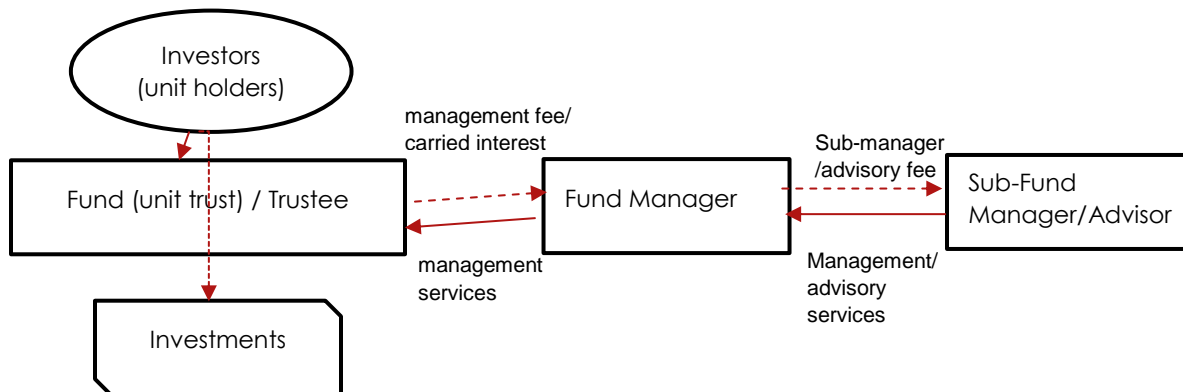 Investors
(unit holders)
management fee/
carried interest
Sub-manager
/advisory fee
Fund (unit trust) / Trustee
Fund Manager
Sub-Fund
Manager/Advisor
management
services
Management/
advisory
services
Investments